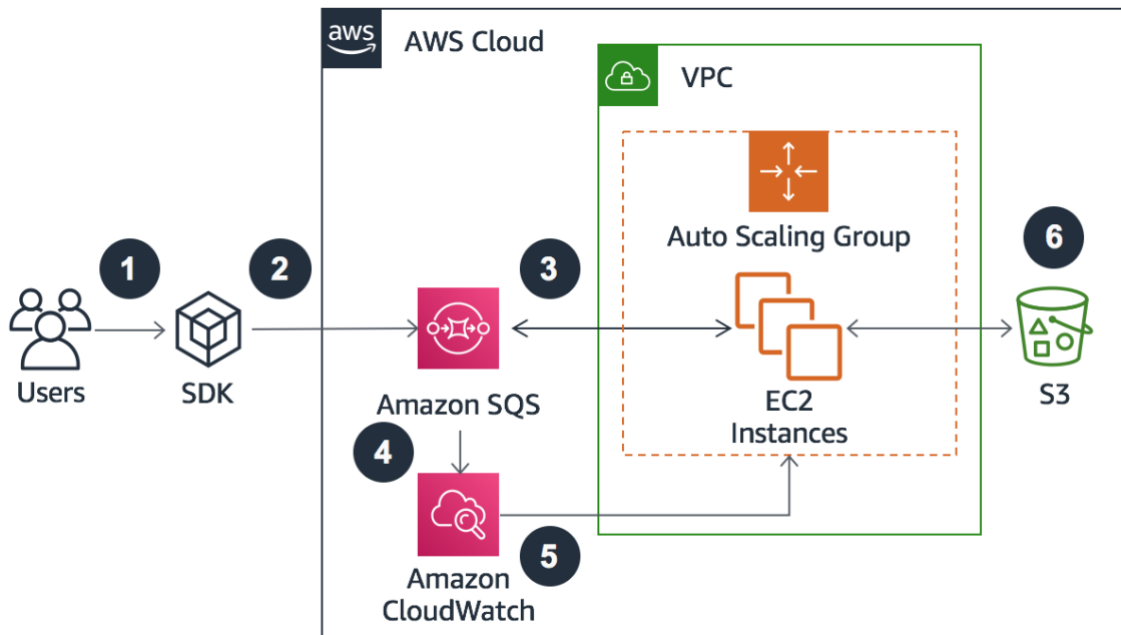 aws
AWS Cloud
VPC
Auto Scaling Group
6
1
2
3
Users
SDK
Amazon SQS
EC2
Instances
S3
4
5
Amazon
CloudWatch